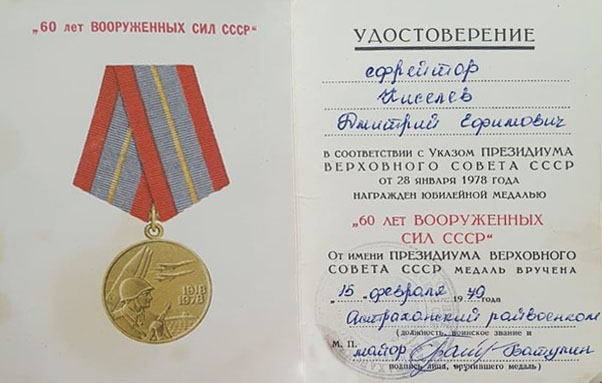 „60 лет ВООРУЖЕННЫХ СИЛ СССР“
1918
1978
УДОСТОВЕРЕНИЕ
ефрейтор
Киселев
Дмитрий Ефимович
В СООТВЕТСТВИИ С УКАЗОМ ПРЕЗИДИУМА
ВЕРХОВНОГО СОВЕТА СССР
ОТ 28 ЯНВАРЯ 1978 ГОДА
НАГРАЖДЕН ЮБИЛЕЙНОЙ МЕДАЛЬЮ
„60 ЛЕТ ВООРУЖЕННЫХ
СИЛ СССР“
ОТ ИМЕНИ ПРЕЗИДИУМА ВЕРХОВНОГО
СОВЕТА СССР МЕДАЛЬ ВРУЧЕНА
„15 февраля 1979 года
Астраханский райвоенком
(должность, воинское звание и
М. П. майор Батурин
подпись лица, вручившего медаль)